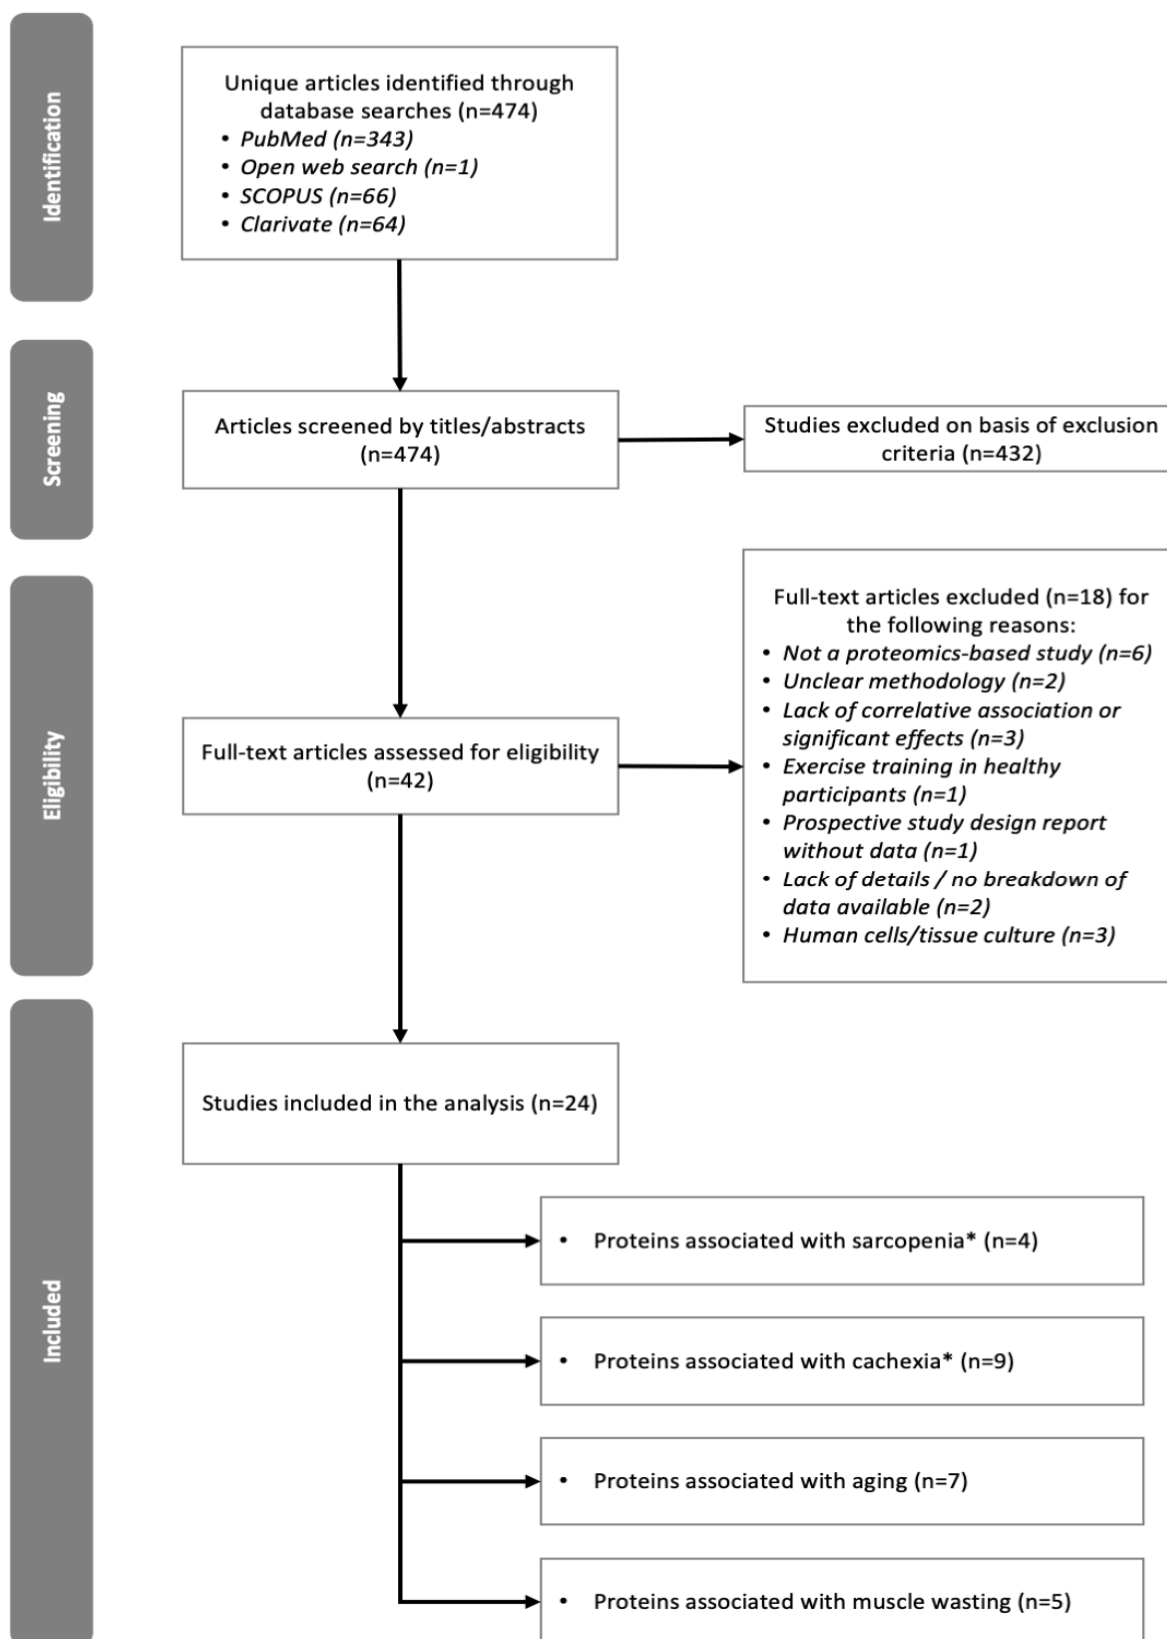 Identification
Unique articles identified through
database searches (n=474)
• PubMed (n=343)
• Open web search (n=1)
• SCOPUS (n=66)
• Clarivate (n=64)
Screening
Articles screened by titles/abstracts
(n=474)
Studies excluded on basis of exclusion
criteria (n=432)
Eligibility
Full-text articles assessed for eligibility
(n=42)
Full-text articles excluded (n=18) for
the following reasons:
• Not a proteomics-based study (n=6)
• Unclear methodology (n=2)
• Lack of correlative association or
significant effects (n=3)
• Exercise training in healthy
participants (n=1)
• Prospective study design report
without data (n=1)
• Lack of details / no breakdown of
data available (n=2)
• Human cells/tissue culture (n=3)
Included
Studies included in the analysis (n=24)
• Proteins associated with sarcopenia* (n=4)
• Proteins associated with cachexia* (n=9)
• Proteins associated with aging (n=7)
• Proteins associated with muscle wasting (n=5)